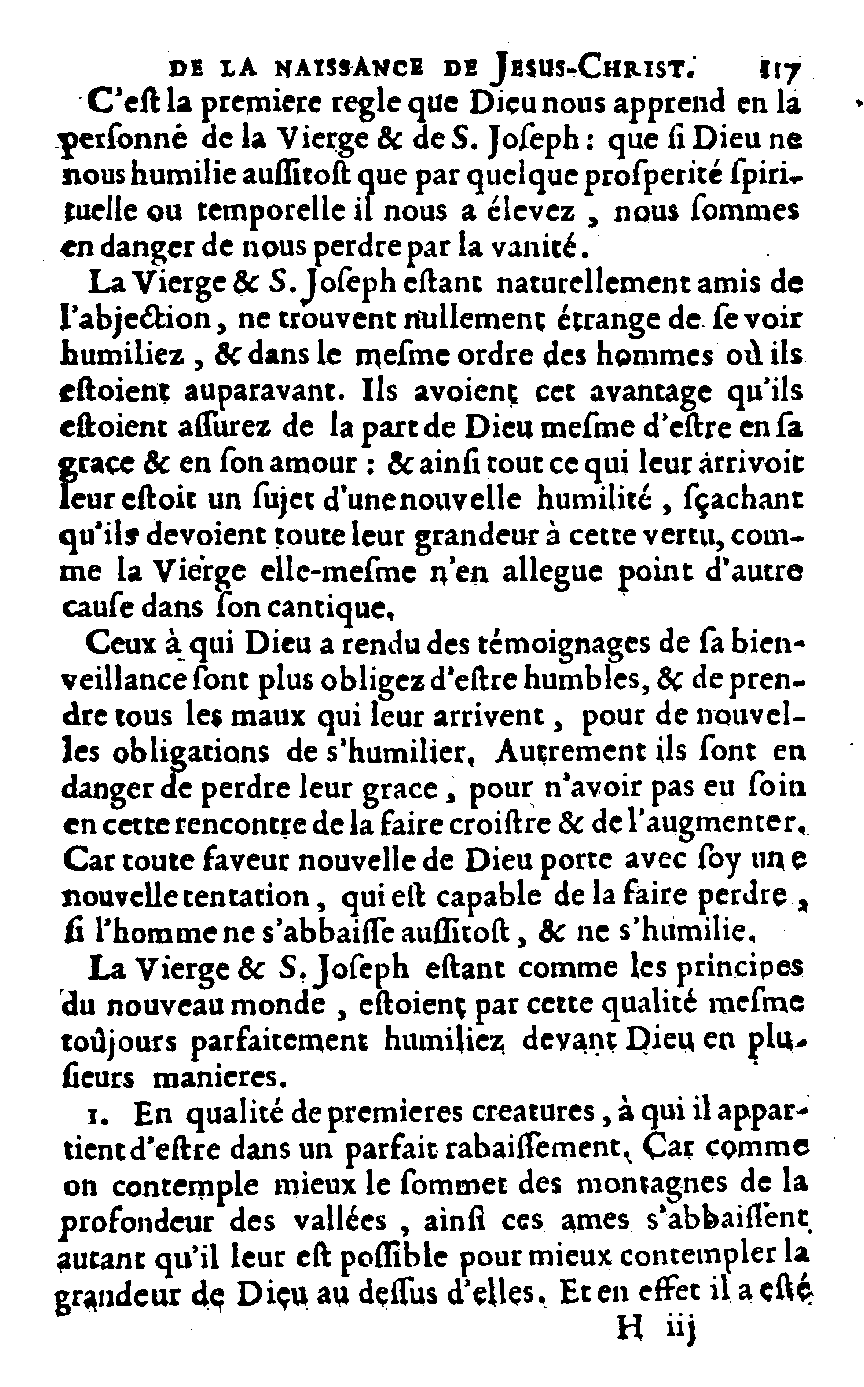 DE LA NAISSANCE DE JESUS-CHRIST. 117
C'eſt la premiere regle que Dieu nous apprend en la
perſonne de la Vierge & de S. Joſeph : que ſi Dieu ne
nous humilie auſſitoſt que par quelque proſperité ſpiri-
tuelle ou temporelle il nous a élevez , nous ſommes
en danger de nous perdre par la vanité.
La Vierge & S. Joſeph eſtant naturellement amis de
l'abjection, ne trouvent nullement étrange de ſe voir
humiliez , & dans le meſme ordre des hommes où ils
eſtoient auparavant. Ils avoient cet avantage qu'ils
eſtoient aſſurez de la part de Dieu meſme d'eſtre en ſa
grace & en ſon amour : & ainſi tout ce qui leur arrivoit
leur eſtoit un ſujet d'une nouvelle humilité , ſçachant
qu'ils devoient toute leur grandeur à cette vertu, com-
me la Vierge elle-meſme n'en allegue point d'autre
cauſe dans ſon cantique.
Ceux à qui Dieu a rendu des témoignages de ſa bien-
veillance ſont plus obligez d'eſtre humbles, & de pren-
dre tous les maux qui leur arrivent , pour de nouvel-
les obligations de s'humilier. Autrement ils ſont en
danger de perdre leur grace , pour n'avoir pas eu ſoin
en cette rencontre de la faire croiſtre & de l'augmenter.
Car toute faveur nouvelle de Dieu porte avec ſoy une
nouvelle tentation , qui eſt capable de la faire perdre ,
ſi l'homme ne s'abbaiſſe auſſitoſt , & ne s'humilie.
La Vierge & S. Joſeph eſtant comme les principes
du nouveau monde , eſtoient par cette qualité meſme
toûjours parfaitement humiliez devant Dieu en plu-
ſieurs manieres.
1. En qualité de premieres creatures , à qui il appar-
tient d'eſtre dans un parfait rabaiſſement. Car comme
on contemple mieux le ſommet des montagnes de la
profondeur des vallées , ainſi ces ames s'abbaiſſent
autant qu'il leur eſt poſſible pour mieux contempler la
grandeur de Dieu au deſſus d'elles. Et en effet il a eſté
H iij